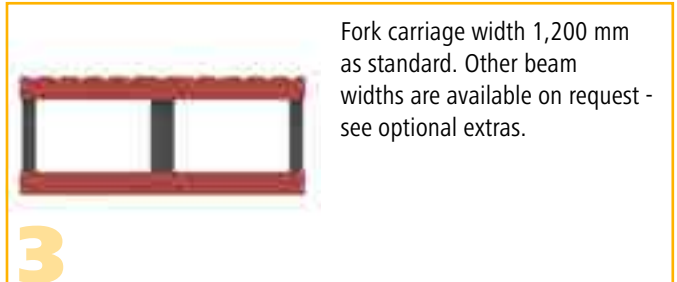 Fork carriage width 1,200 mm
as standard. Other beam
widths are available on request -
see optional extras.
3